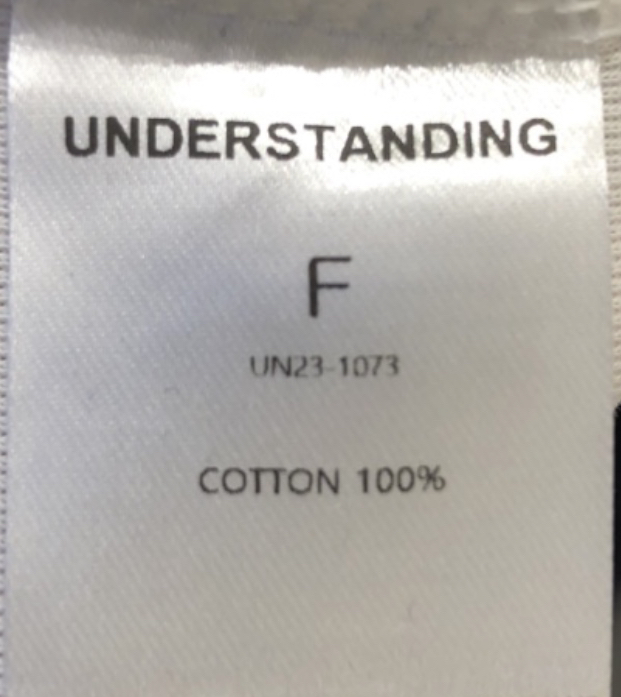 UNDERSTANDING
F
UN23-1073
COTTON 100%